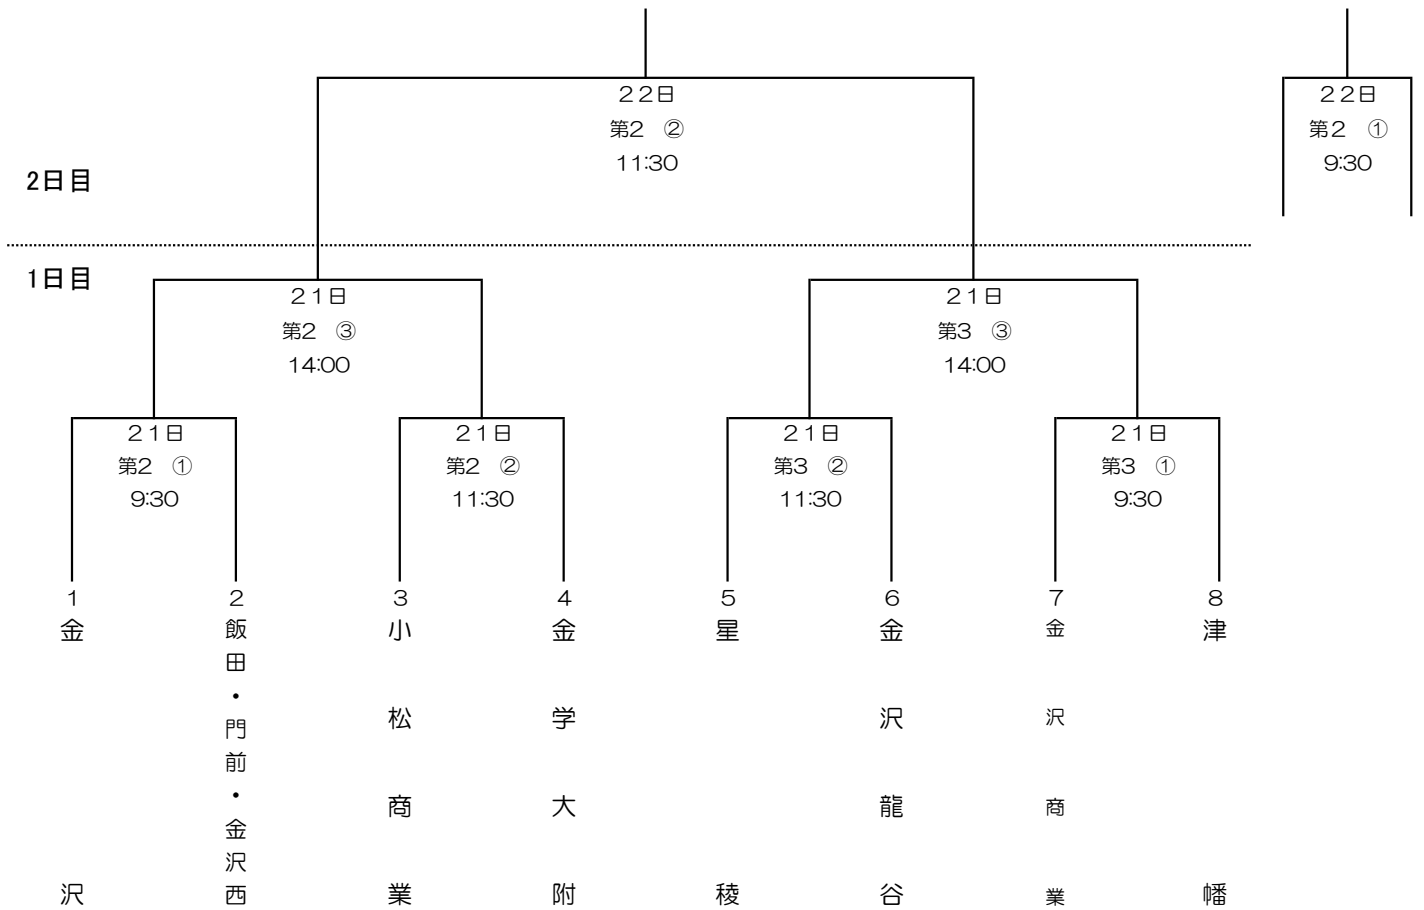 ２２日
第2　②
11:30
２２日
第２　①
9:30
2日目
1日目
２１日
第2　③
14:00
２１日
第3　③
14:00
２１日
第2　①
9:30
２１日
第2　②
11:30
２１日
第3　②
11:30
２１日
第3　①
9:30
1
金沢
2
飯田・門前・金沢西
3
小松商業
4
金学大附
5
星稜
6
金沢龍谷
7
金沢商業
8
津幡